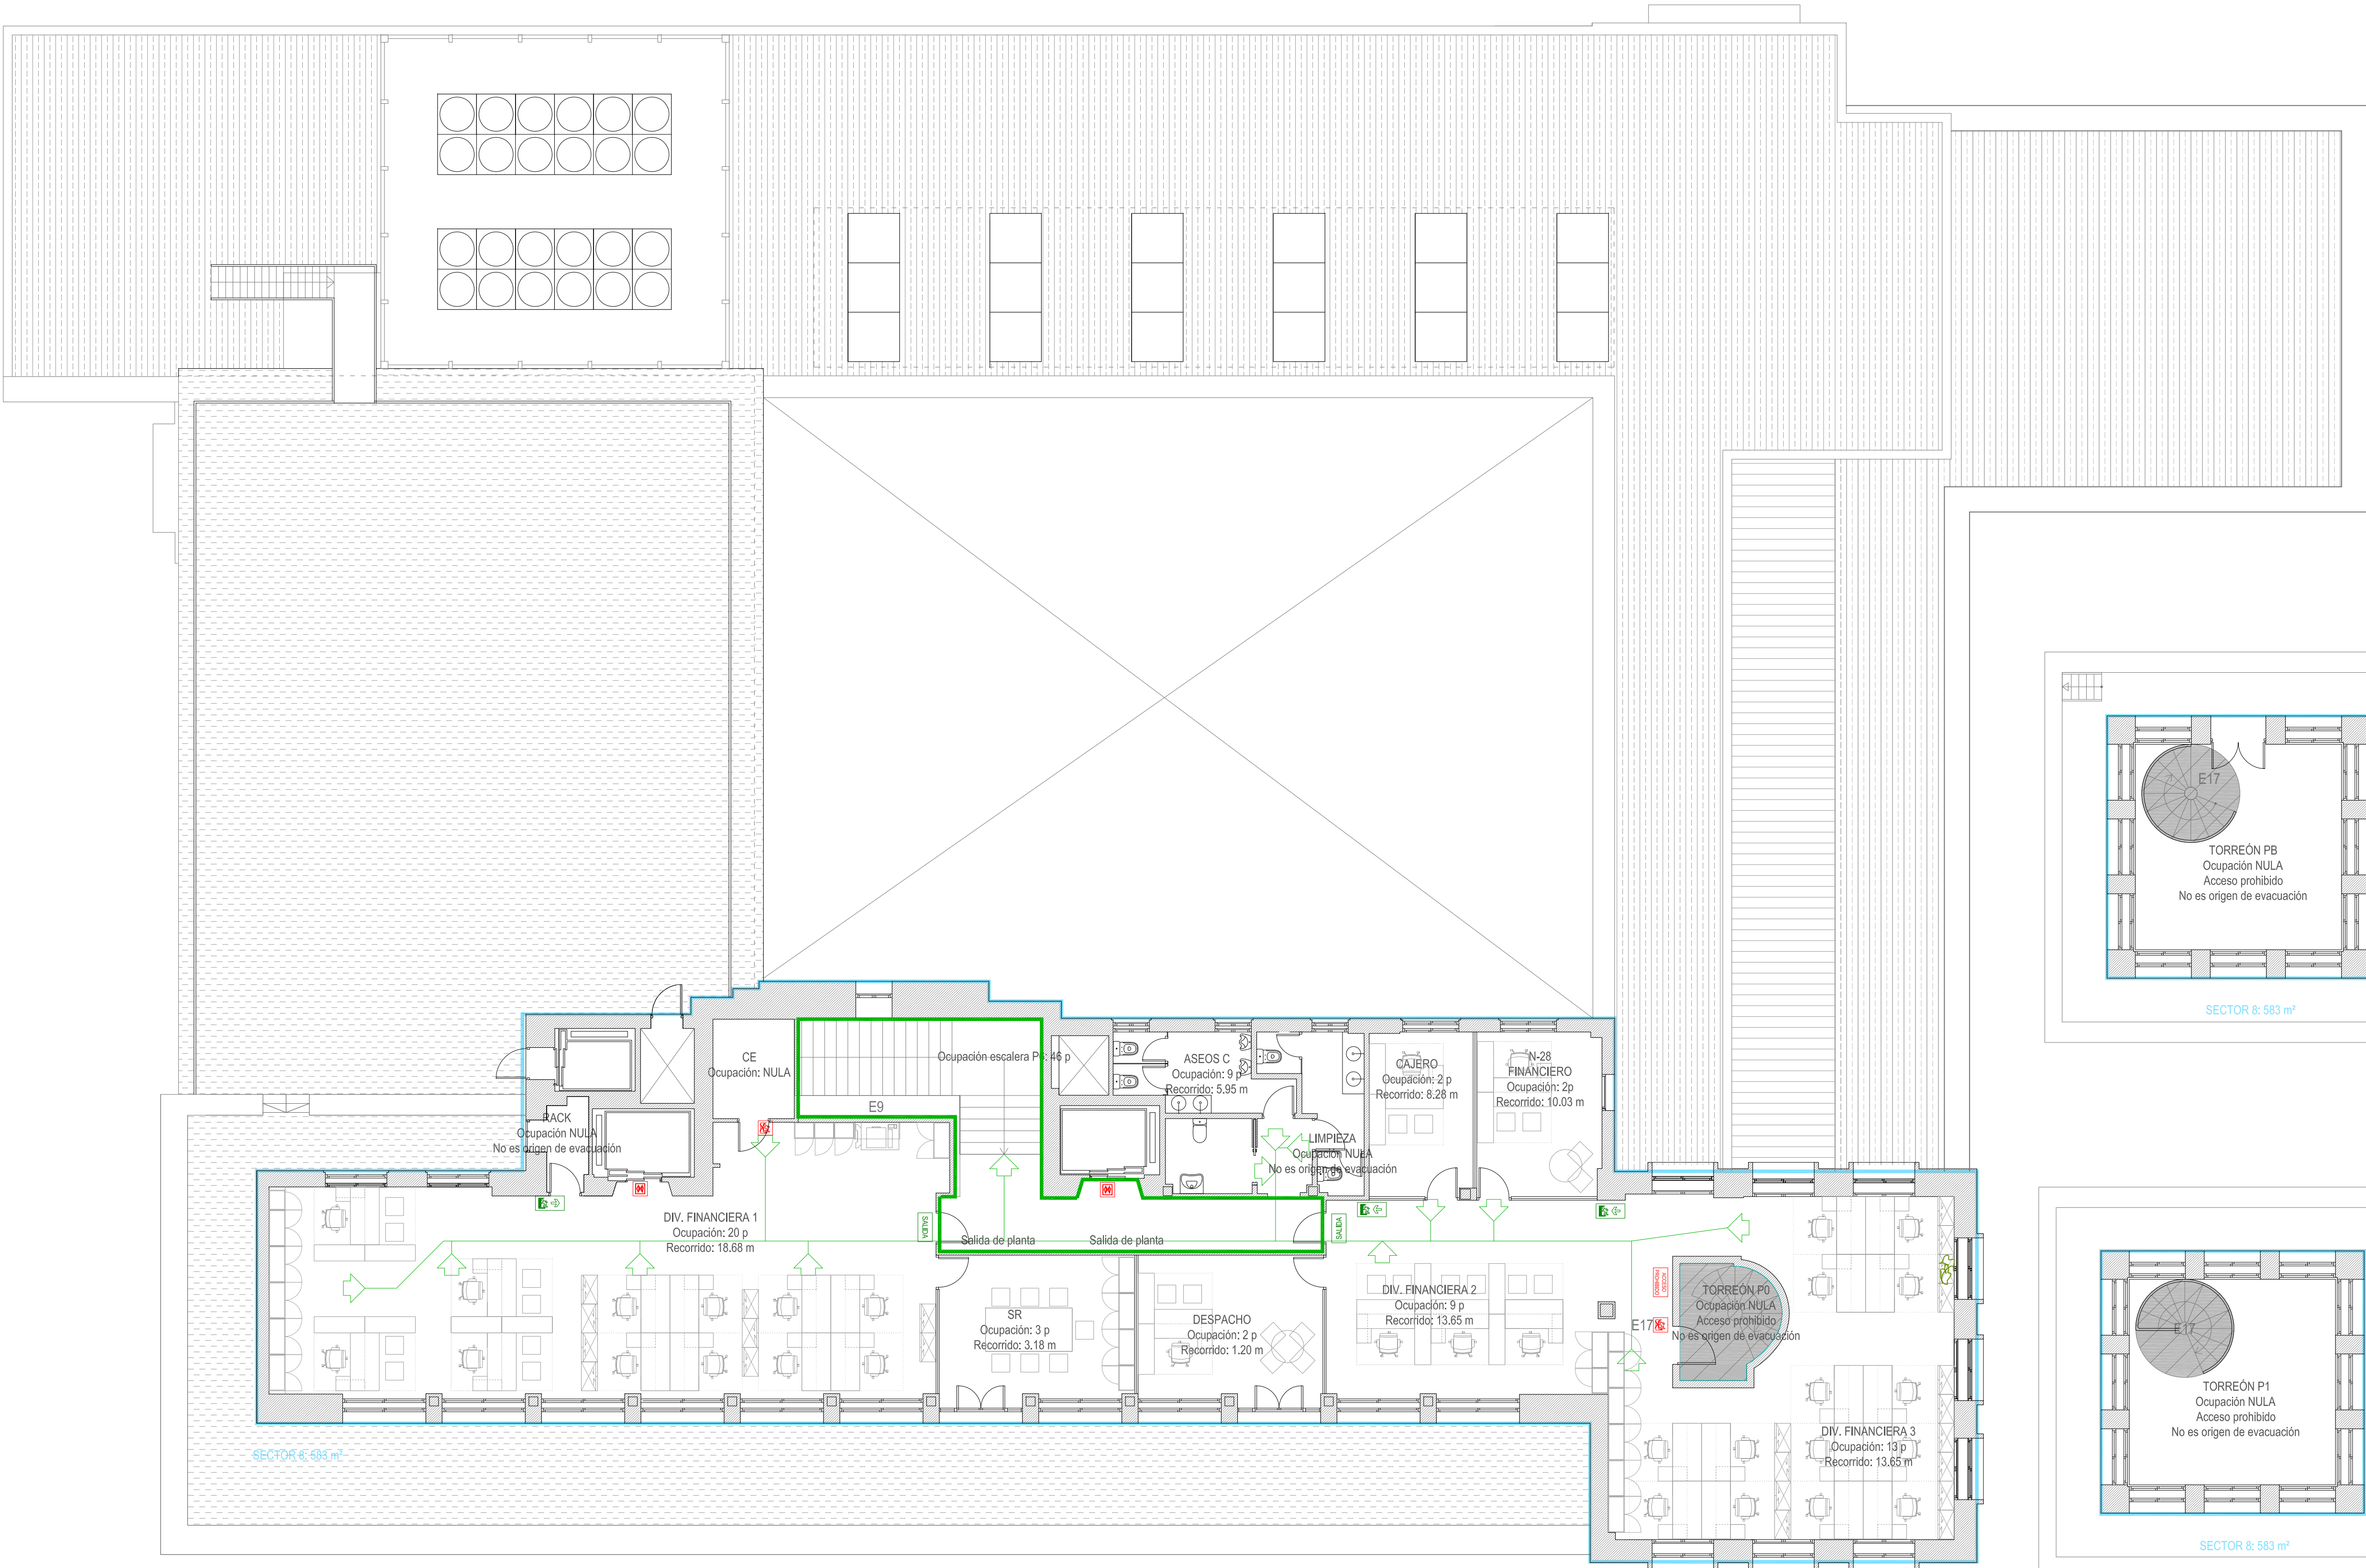 E17
TORREÓN PB
Ocupación NULA
Acceso prohibido
No es origen de evacuación
SECTOR 8: 583 m²
CE
Ocupación: NULA
Ocupación escalera P6: 46 p
E9
RACK
Ocupación NULA
No es origen de evacuación
ASEOS C
Ocupación: 9 p
Recorrido: 5.95 m
CAJERO
Ocupación: 2 p
Recorrido: 8.28 m
N-28
FINANCIERO
Ocupación: 2p
Recorrido: 10.03 m
LIMPIEZA
Ocupación NULA
No es origen de evacuación
DIV. FINANCIERA 1
Ocupación: 20 p
Recorrido: 18.68 m
SALIDA
Salida de planta
Salida de planta
SALIDA
SR
Ocupación: 3 p
Recorrido: 3.18 m
DESPACHO
Ocupación: 2 p
Recorrido: 1.20 m
DIV. FINANCIERA 2
Ocupación: 9 p
Recorrido: 13.65 m
ACCESO
PROHIBIDO
E17
TORREÓN P0
Ocupación NULA
Acceso prohibido
No es origen de evacuación
DIV. FINANCIERA 3
Ocupación: 13 p
Recorrido: 13.65 m
SECTOR 8: 583 m²
E17
TORREÓN P1
Ocupación NULA
Acceso prohibido
No es origen de evacuación
SECTOR 8: 583 m²